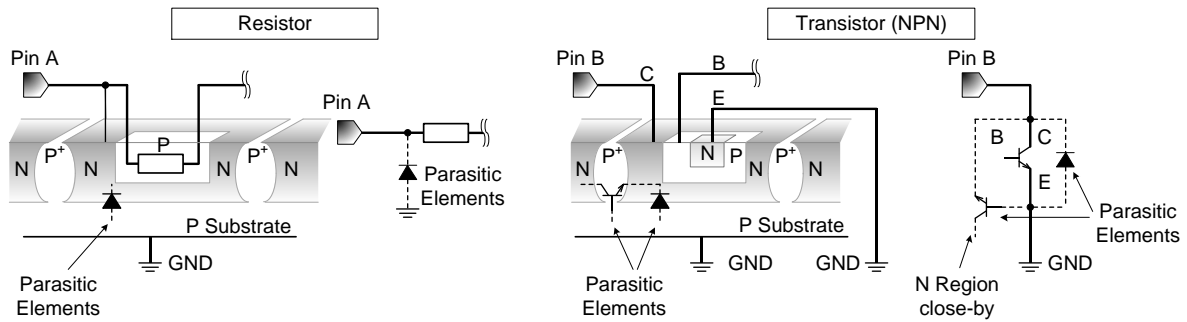 Resistor
Transistor (NPN)
Pin A
Pin B
Pin B
C
B
E
Pin A
B
C
E
N
P+
N
P
P+
N
N
N
P+
N
N
P
P+
N
N
Parasitic
Elements
P Substrate
GND
Parasitic
Elements
P Substrate
GND
GND
Parasitic
Elements
Parasitic
Elements
GND
N Region
close-by